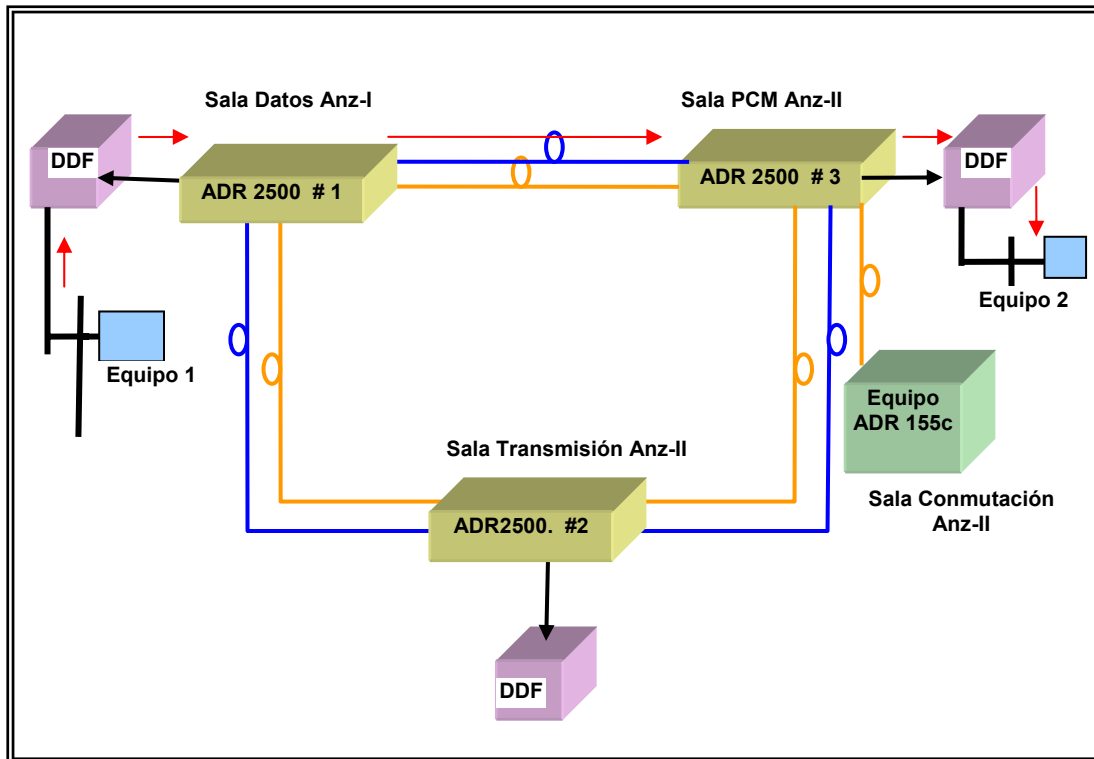 Sala Datos Anz-I
Sala PCM Anz-II
DDF
DDF
ADR 2500 # 1
ADR 2500 # 3
Equipo 2
Equipo 1
Equipo
ADR 155c
Sala Transmisión Anz-II
Sala Conmutación
Anz-II
ADR2500. #2
DDF